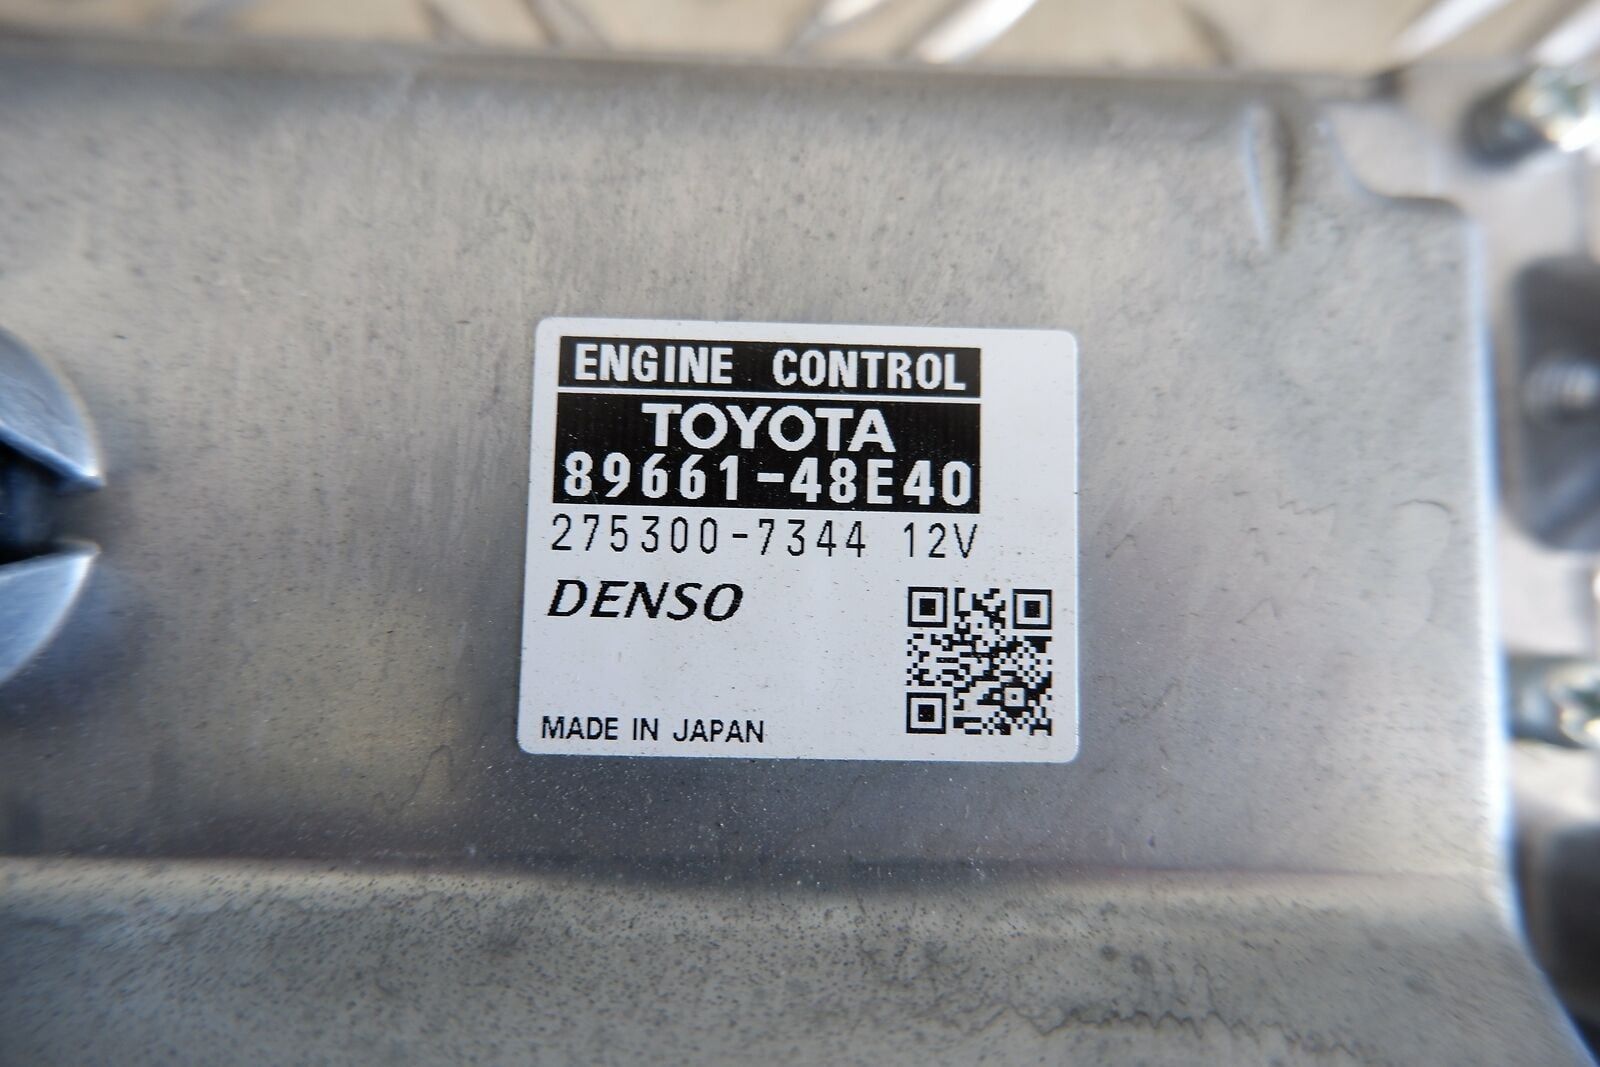 ENGINE CONTROL
TOYOTA
89661-48E40
275300-7344 12V
DENSO
MADE IN JAPAN